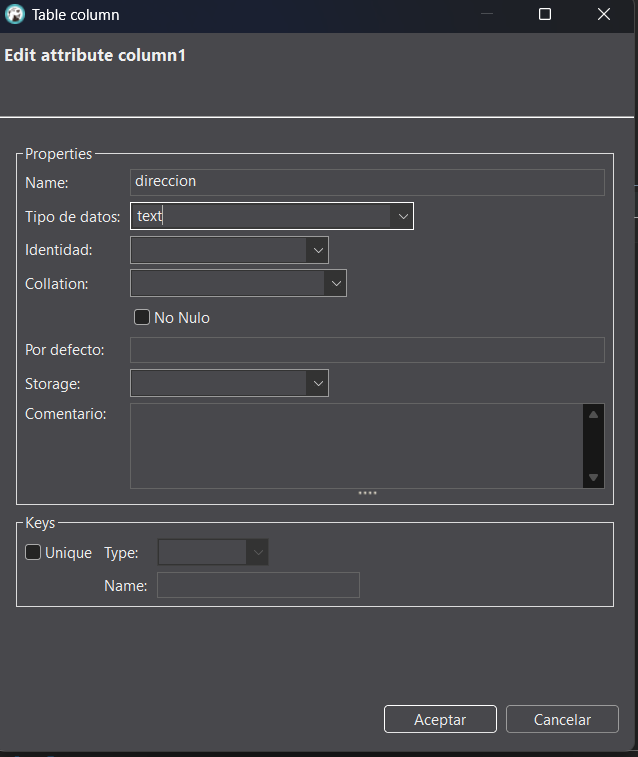 Table column
Edit attribute column1
Properties
Name: direccion
Tipo de datos: text
Identidad:
Collation:
No Nulo
Por defecto:
Storage:
Comentario:
Keys
Unique Type:
Name:
Aceptar Cancelar